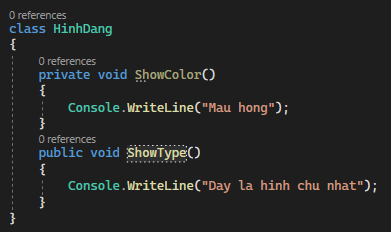 0 references
class HinhDang
{
0 references
private void ShowColor()
{
Console.WriteLine("Mau hong");
}
0 references
public void ShowType()
{
Console.WriteLine("Day la hinh chu nhat");
}
}